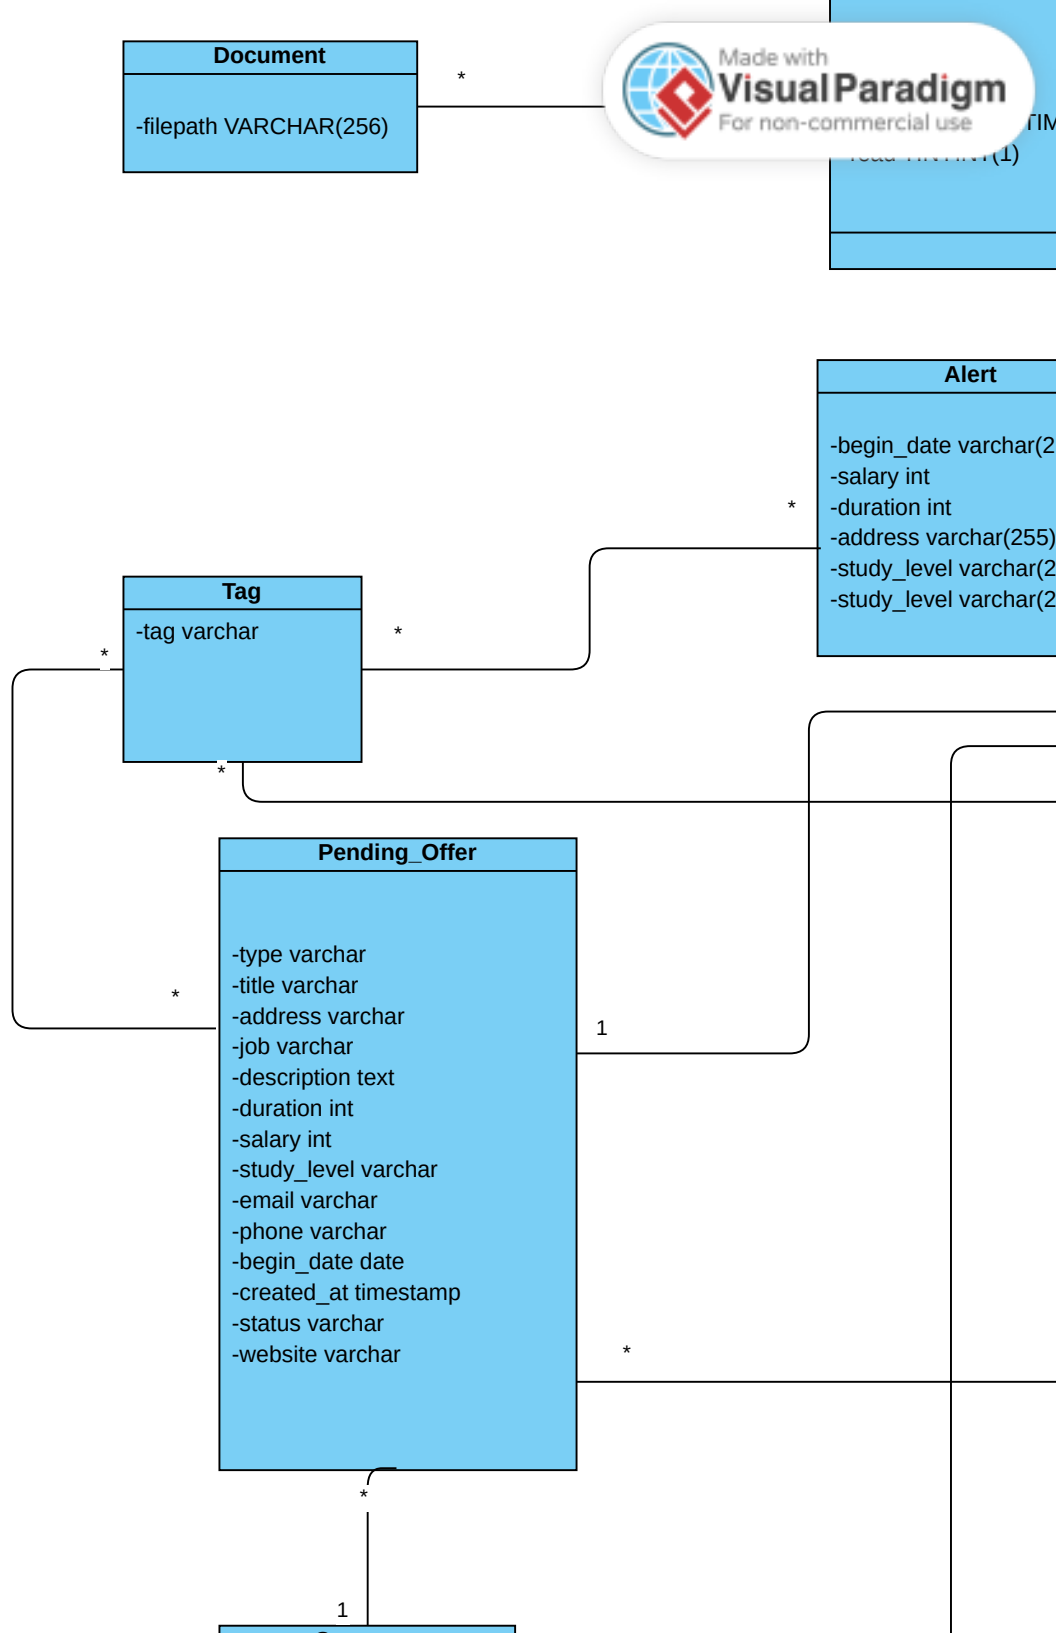 Document
*
-filepath VARCHAR(256)
Made with
Visual Paradigm
For non-commercial use
(1)
Alert
-begin_date varchar(2
-salary int
-duration int
*
-address varchar(255)
-study_level varchar(2
-study_level varchar(2
Tag
-tag varchar
*
*
*
Pending_Offer
-type varchar
-title varchar
*
-address varchar
1
-job varchar
-description text
-duration int
-salary int
-study_level varchar
-email varchar
-phone varchar
-begin_date date
-created_at timestamp
-status varchar
-website varchar
*
*
1